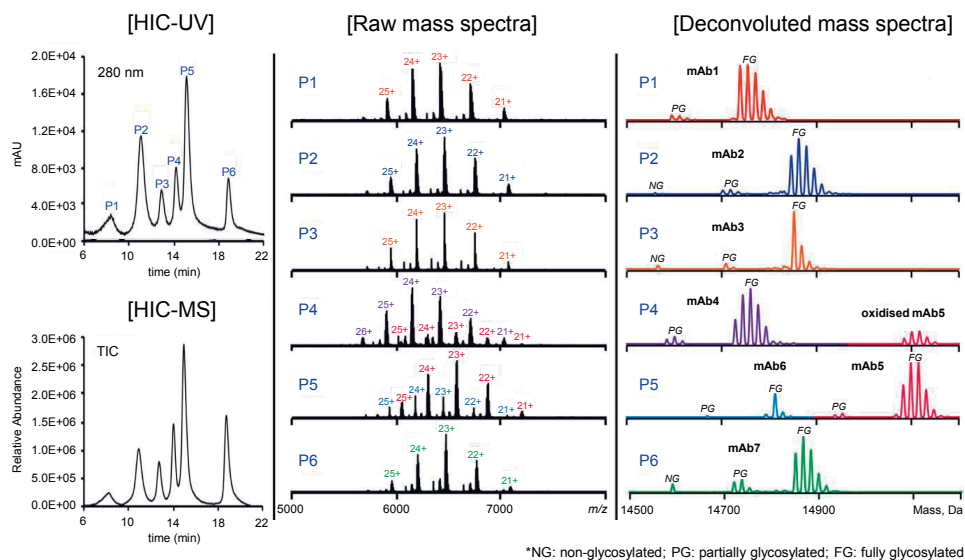 [HIC-UV]
[Raw mass spectra]
[Deconvoluted mass spectra]
2.0E+04
1.6E+04
1.2E+04
8.0E+03
4.0E+03
0.0E+00
mAU
280 nm
P1
P2
P3
P4
P5
P6
6 10 14 18 22
time (min)
[HIC-MS]
3.0E+06
2.5E+6
2.0E+6
1.5E+6
1.0E+6
5.0E+05
0.0E+00
Relative Abundance
TIC
6 10 14 18 22
time (min)
P1
25+ 24+ 23+ 22+ 21+
P2
25+ 24+ 23+ 22+ 21+
P3
25+ 24+ 23+ 22+ 21+
P4
26+ 25+ 25+ 24+ 24+ 23+ 23+ 22+ 22+ 21+ 21+
P5
25+ 25+ 24+ 24+ 23+ 23+ 22+ 22+ 21+ 21+
P6
25+ 24+ 23+ 22+ 21+
5000 6000 7000 m/z
P1 mAb1 PG FG
P2 mAb2 NG PG FG
P3 mAb3 NG PG FG
P4 mAb4 PG FG oxidised mAb5
P5 mAb6 PG FG mAb5 PG FG
P6 mAb7 NG PG FG
14500 14700 14900 Mass, Da
*NG: non-glycosylated; PG: partially glycosylated; FG: fully glycosylated